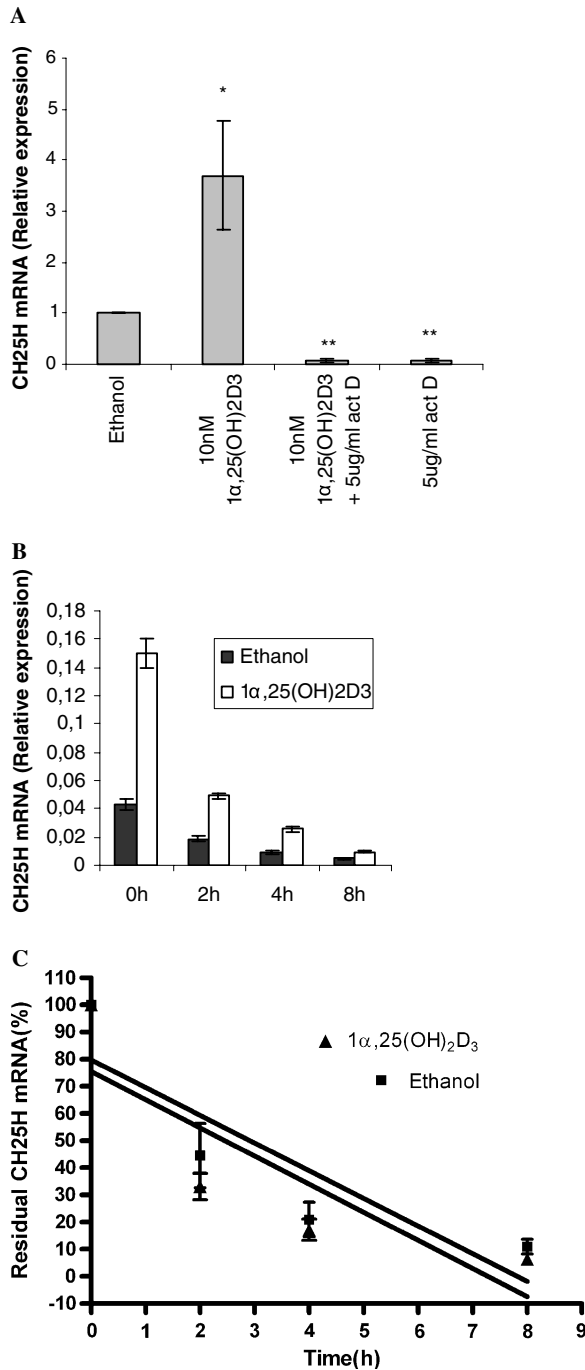 A
CH25H mRNA (Relative expression)
6
5
4
3
2
1
0
*
**
**
Ethanol
10nM
1α,25(OH)2D3
10nM
1α,25(OH)2D3
+ 5ug/ml act D
5ug/ml act D
B
CH25H mRNA (Relative expression)
0,18
0,16
0,14
0,12
0,1
0,08
0,06
0,04
0,02
0
Ethanol
1α,25(OH)2D3
0h 2h 4h 8h
C
Residual CH25H mRNA(%)
110
100
90
80
70
60
50
40
30
20
10
0
-10
1α,25(OH)₂D₃
Ethanol
0 1 2 3 4 5 6 7 8 9
Time(h)